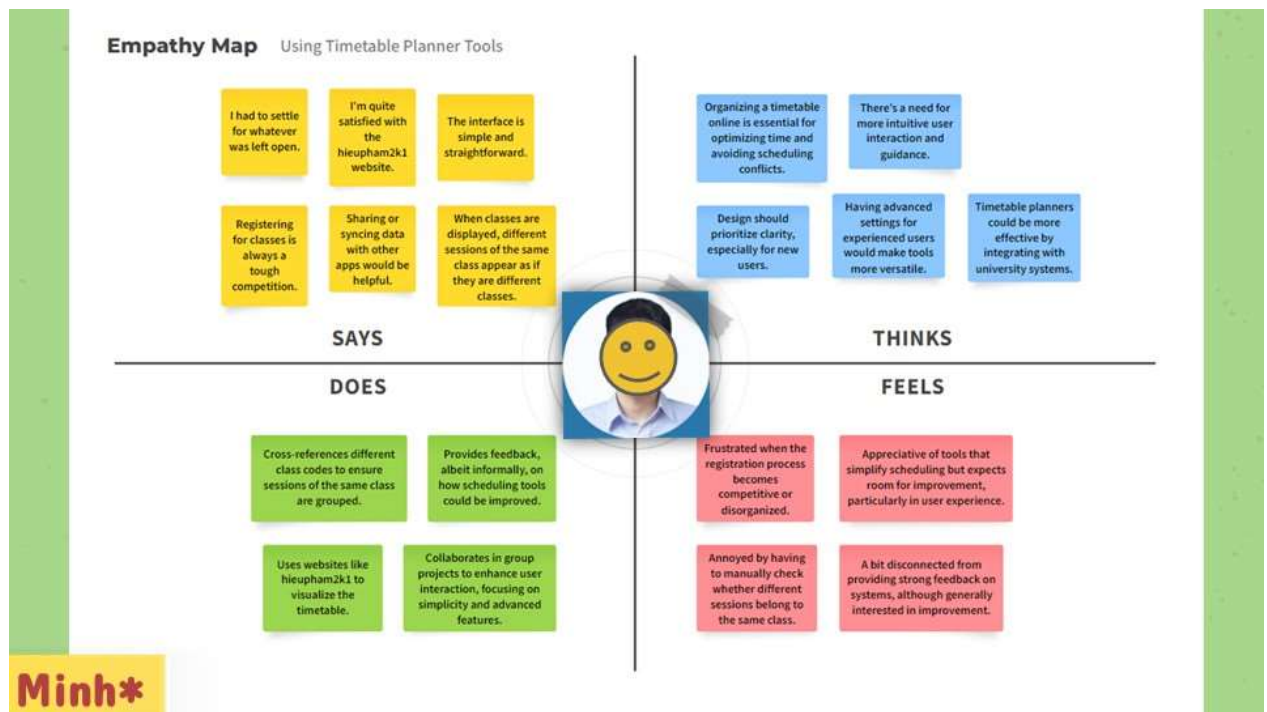 Empathy Map Using Timetable Planner Tools
I had to settle
for whatever
was left open.
I'm quite
satisfied with
the
hieupham2k1
website.
The interface is
simple and
straightforward.
Registering
for classes is
always a
tough
competition.
Sharing or
syncing data
with other
apps would be
helpful.
When classes are
displayed, different
sessions of the same
class appear as if
they are different
classes.
SAYS
Organizing a timetable
online is essential for
optimizing time and
avoiding scheduling
conflicts.
There's a need for
more intuitive user
interaction and
guidance.
Design should
prioritize clarity,
especially for new
users.
Having advanced
settings for
experienced users
would make tools
more versatile.
Timetable planners
could be more
effective by
integrating with
university systems.
THINKS
DOES
Cross-references different
class codes to ensure
sessions of the same class
are grouped.
Provides feedback,
albeit informally, on
how scheduling tools
could be improved.
Uses websites like
hieupham2k1 to
visualize the
timetable.
Collaborates in group
projects to enhance user
interaction, focusing on
simplicity and advanced
features.
FEELS
Frustrated when the
registration process
becomes
competitive or
disorganized.
Appreciative of tools that
simplify scheduling but expects
room for improvement,
particularly in user experience.
Annoyed by having
to manually check
whether different
sessions belong to
the same class.
A bit disconnected from
providing strong feedback on
systems, although generally
interested in improvement.
Minh*